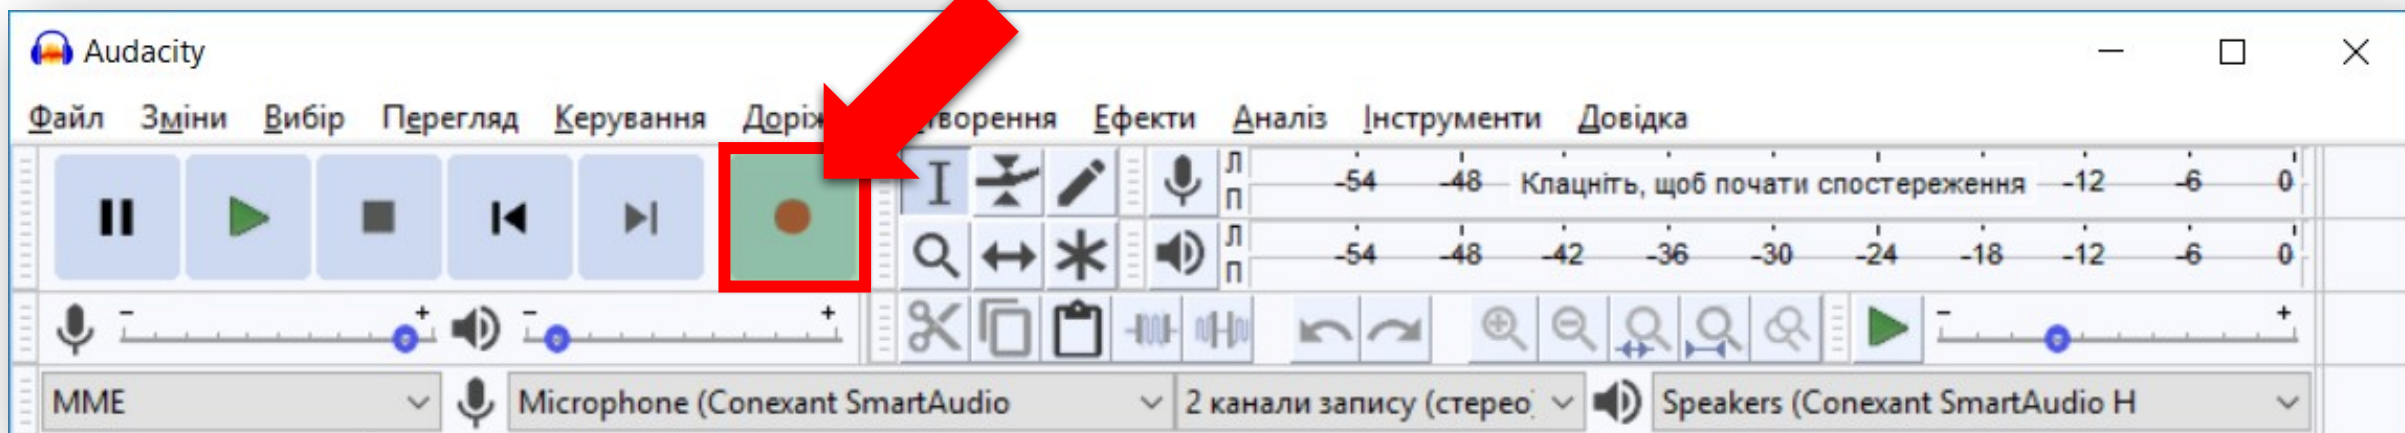 Audacity
Файл Зміни Вибір Перегляд Керування Ефекти Аналіз Інструменти Довідка
Л -54 -48 Клацніть, щоб почати спостереження -12 -6 0
П
Л -54 -48 -42 -36 -30 -24 -18 -12 -6 0
П
- + - + - +
MME Microphone (Conexant SmartAudio 2 канали запису (стерео) Speakers (Conexant SmartAudio H